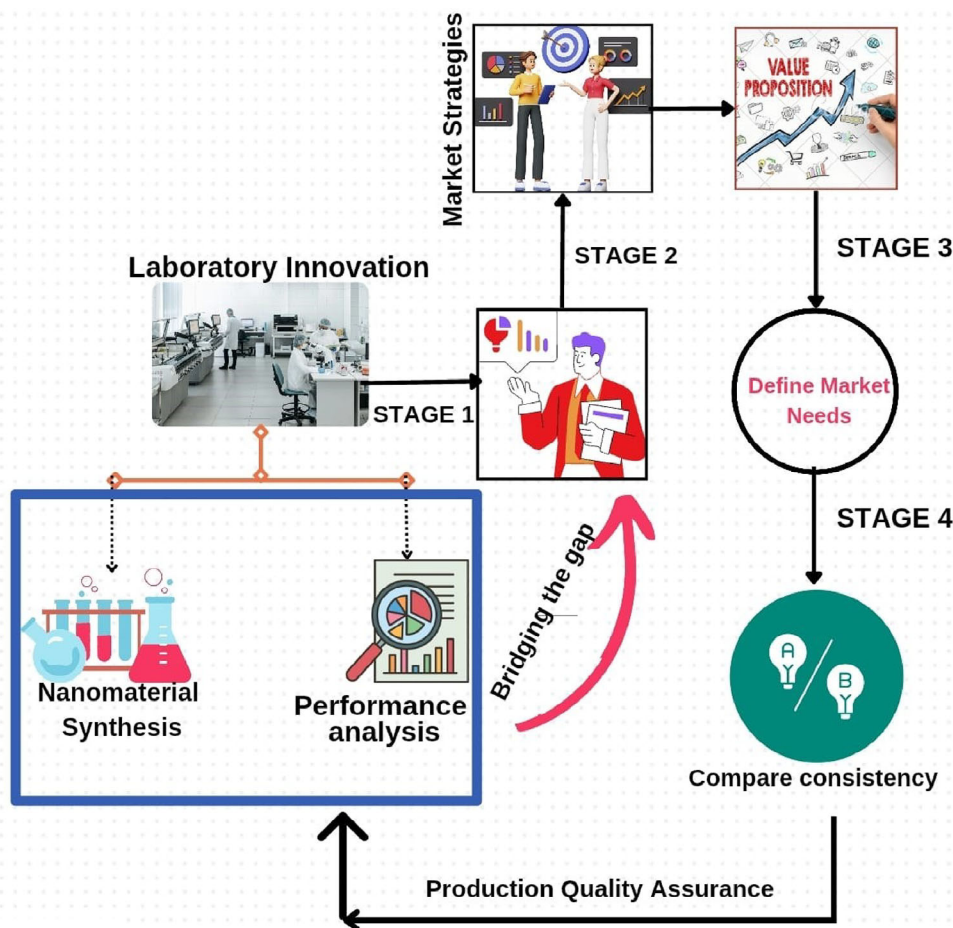 Market Strategies
VALUE
PROPOSITION
STAGE 2
STAGE 3
Laboratory Innovation
STAGE 1
Define Market
Needs
STAGE 4
Bridging the gap
Nanomaterial
Synthesis
Performance
analysis
A
B
Compare consistency
Production Quality Assurance